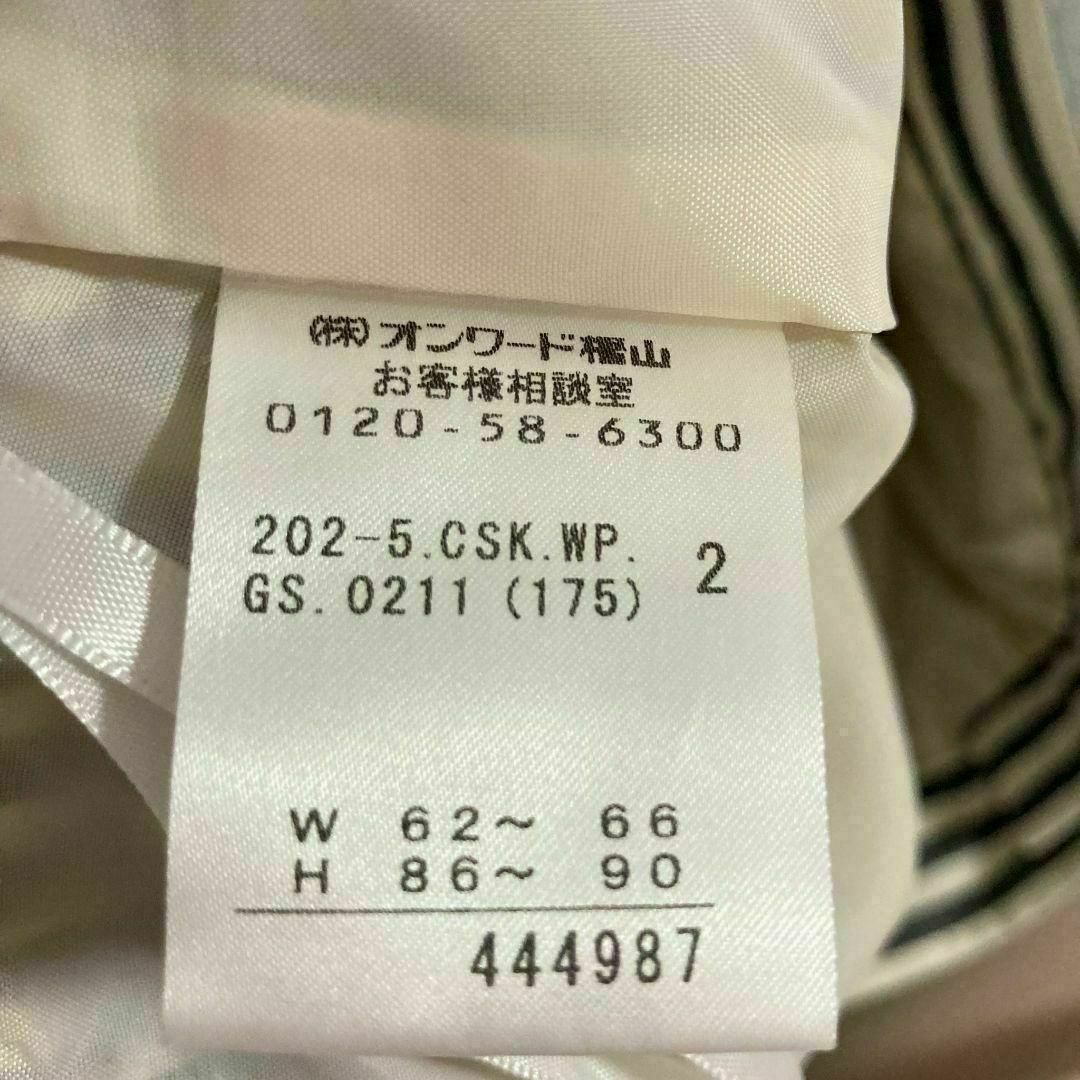 ㈱オンワード樫山
お客様相談室
0120-58-6300
202-5.CSK.WP. 2
GS.0211 (175)
W 62～ 66
H 86～ 90
444987